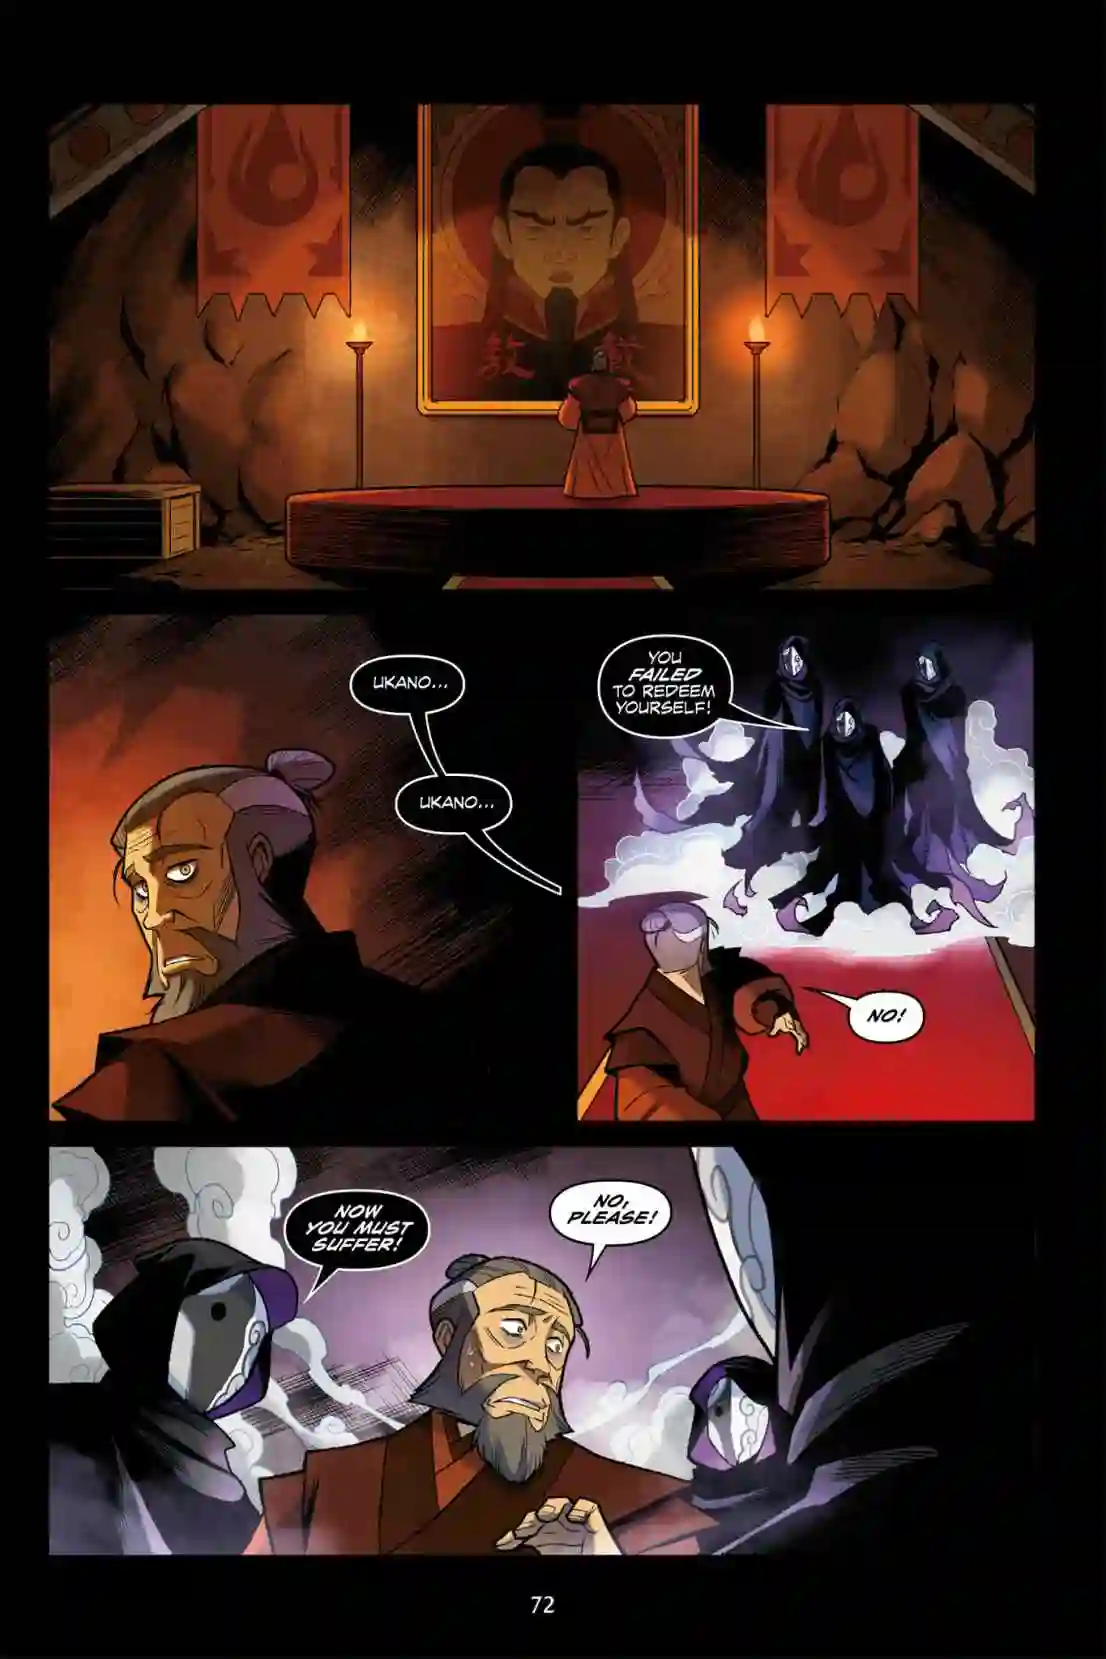 UKANO...
UKANO...
YOU
FAILED
TO REDEEM
YOURSELF!
NO!
NOW
YOU MUST
SUFFER!
NO,
PLEASE!
72